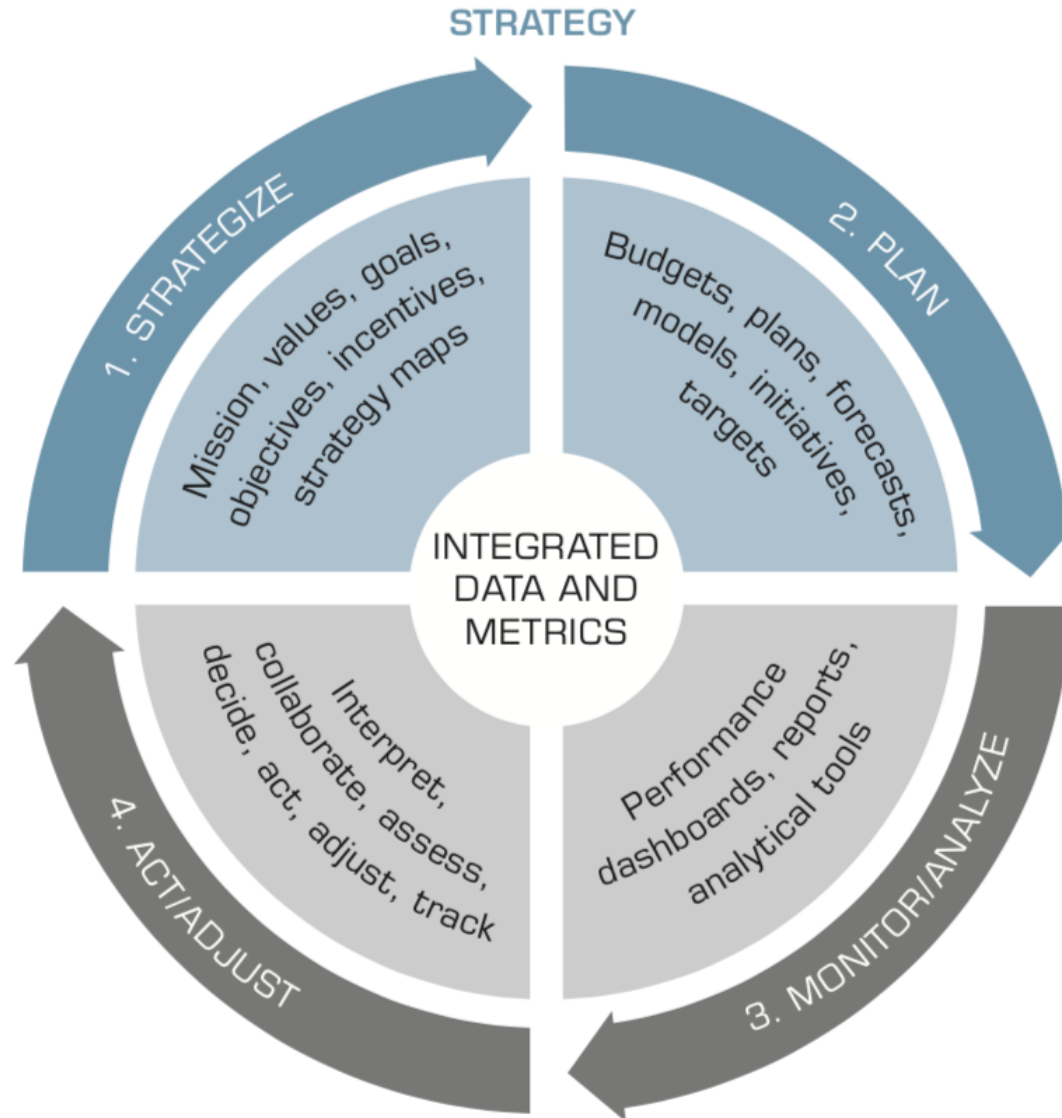 STRATEGY
1. STRATEGIZE
Mission, values, goals,
objectives, incentives,
strategy maps
2. PLAN
Budgets, plans, forecasts,
models, initiatives,
targets
INTEGRATED
DATA AND
METRICS
3. MONITOR/ANALYZE
Performance
dashboards, reports,
analytical tools
4. ACT/ADJUST
Interpret,
collaborate, assess,
decide, act, adjust, track